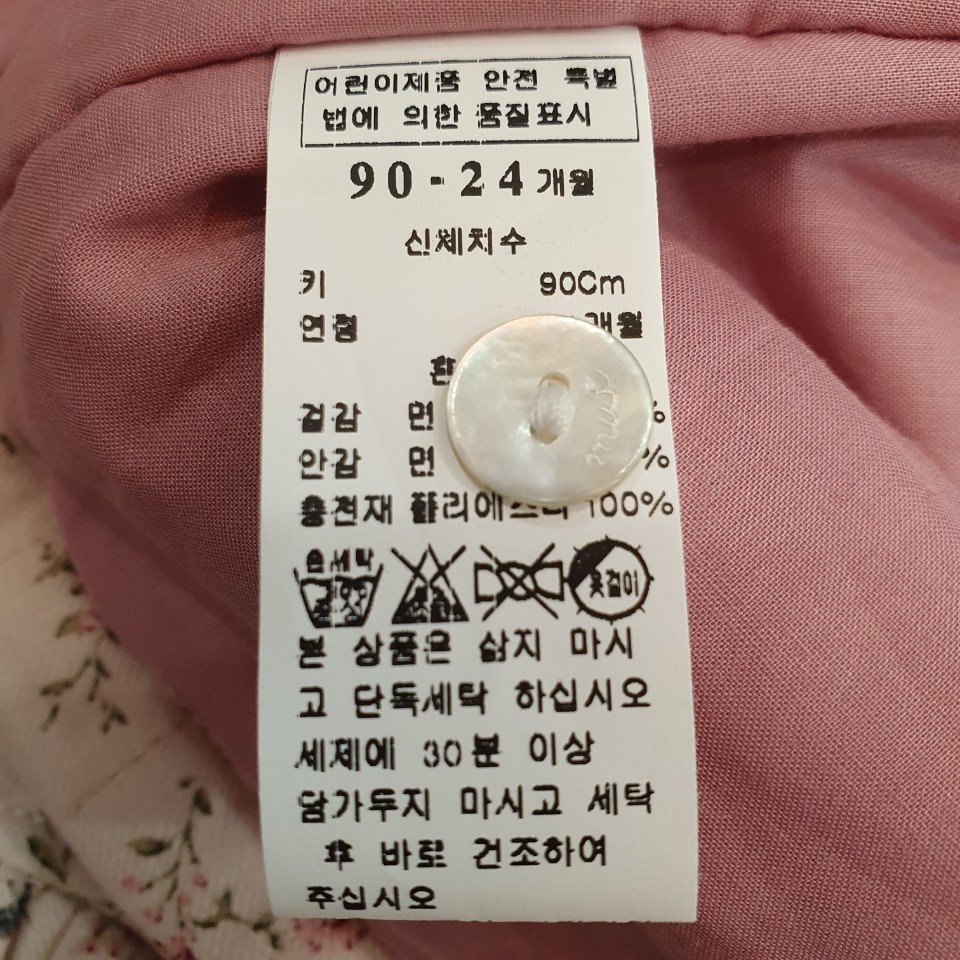 어린이제품 안전 특별
법에 의한 품질표시
90-24개월
신체치수
키 90Cm
연령 개월
겉감 면 %
안감 면 %
충전재 폴리에스터 100%
손세탁
옷걸이
본 상품은 삶지 마시
고 단독세탁 하십시오
세제에 30분 이상
담가두지 마시고 세탁
후 바로 건조하여
주십시오
mui